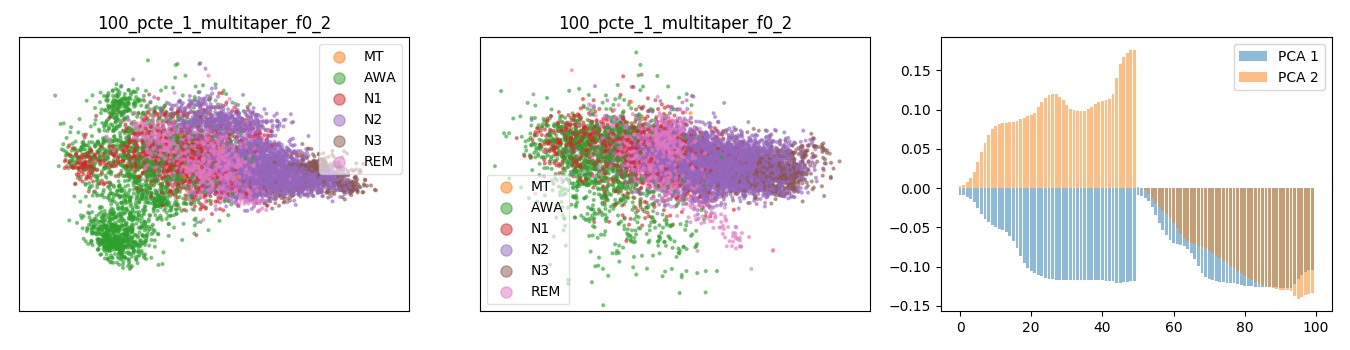 100_pcte_1_multitaper_f0_2
MT
AWA
N1
N2
N3
REM
100_pcte_1_multitaper_f0_2
MT
AWA
N1
N2
N3
REM
PCA 1
PCA 2
0.15
0.10
0.05
0.00
−0.05
−0.10
−0.15
0 20 40 60 80 100